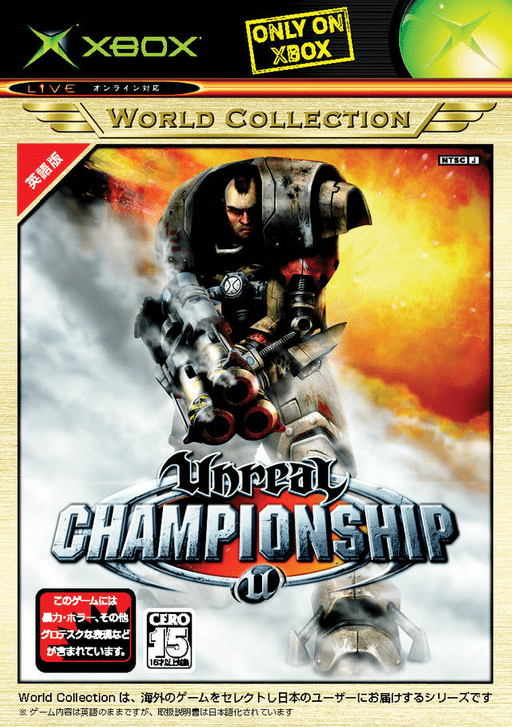 XBOX
ONLY ON
XBOX
LIVE オンライン対応
WORLD COLLECTION
英語版
NTSC J
UNREAL
CHAMPIONSHIP
U
このゲームには
暴力・ホラー、その他
グロテスクな表現など
が含まれています。
CERO
15
15才以上対象
World Collection は、海外のゲームをセレクトし日本のユーザーにお届けするシリーズです
※ ゲーム内容は英語のままですが、取扱説明書は日本語化されています